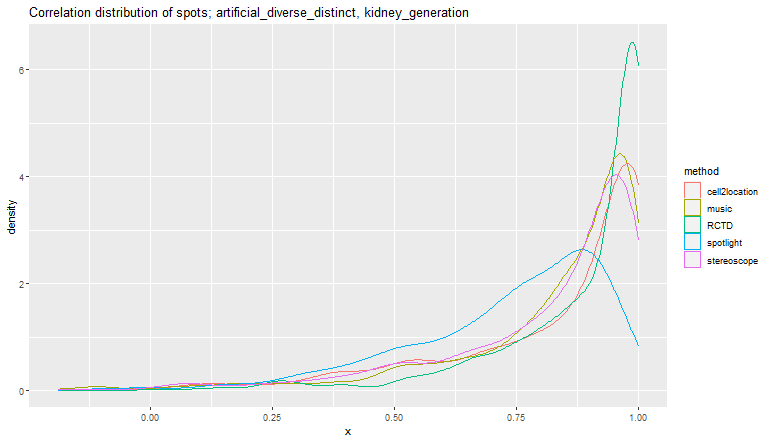 Correlation distribution of spots; artificial_diverse_distinct, kidney_generation
6
4
2
0
density
0.00
0.25
0.50
0.75
1.00
x
method
cell2location
music
RCTD
spotlight
stereoscope